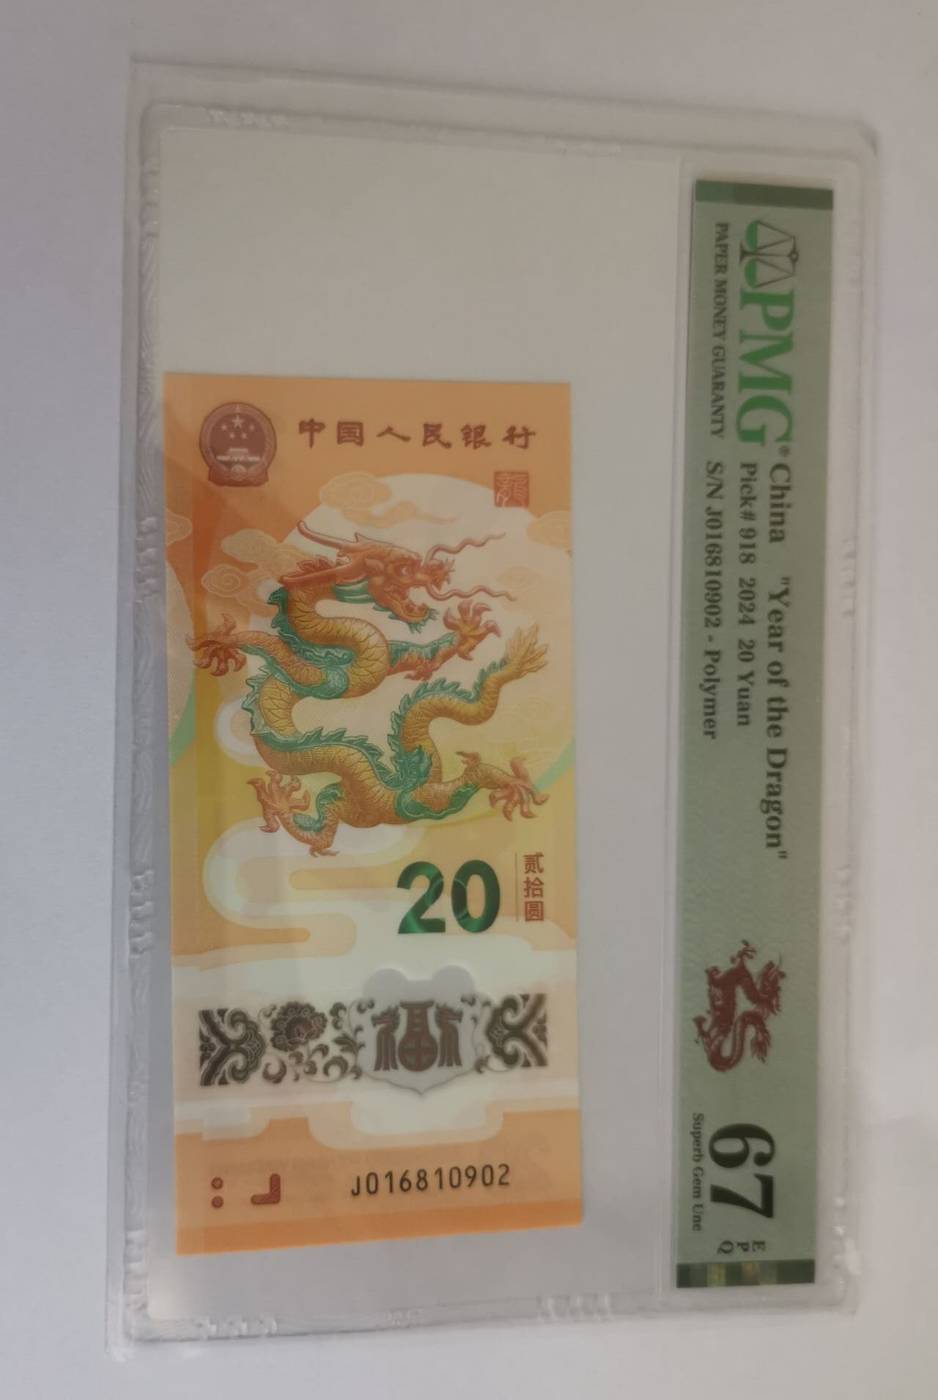 中国人民银行
龍
20
贰拾圆
福
J016810902
PMG®
PAPER MONEY GUARANTY
China "Year of the Dragon"
Pick# 918 2024 20 Yuan
S/N J016810902 - Polymer
67 EPQ
Superb Gem Unc